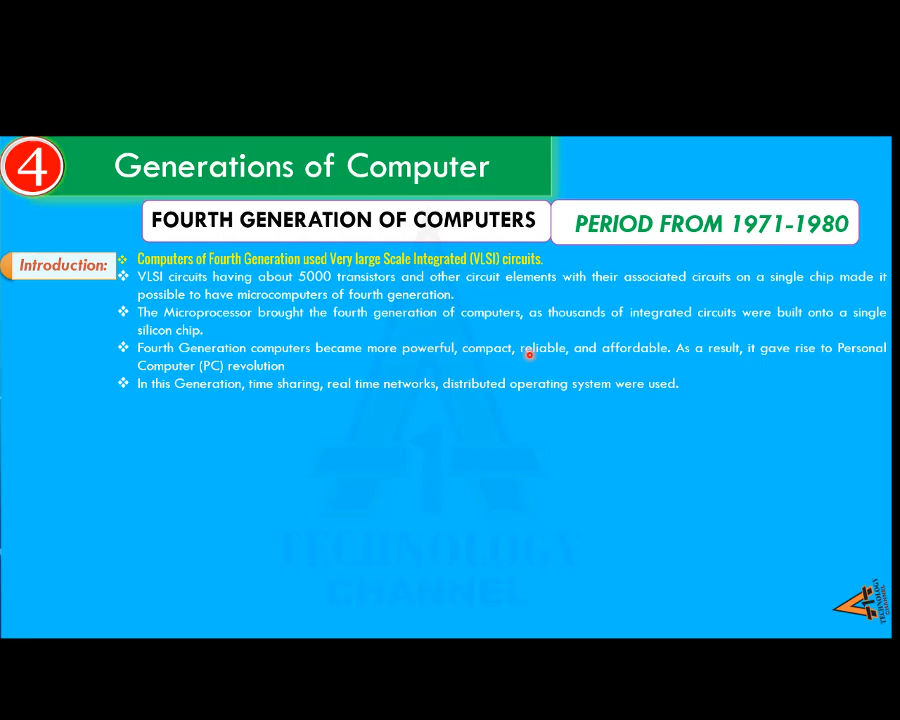 4
Generations of Computer
FOURTH GENERATION OF COMPUTERS
PERIOD FROM 1971-1980
Introduction:
❖ Computers of Fourth Generation used Very large Scale Integrated (VLSI) circuits.
❖ VLSI circuits having about 5000 transistors and other circuit elements with their associated circuits on a single chip made it
possible to have microcomputers of fourth generation.
❖ The Microprocessor brought the fourth generation of computers, as thousands of integrated circuits were built onto a single
silicon chip.
❖ Fourth Generation computers became more powerful, compact, reliable, and affordable. As a result, it gave rise to Personal
Computer (PC) revolution
❖ In this Generation, time sharing, real time networks, distributed operating system were used.
1
TECHNOLOGY
CHANNEL
A1
TECHNOLOGY
CHANNEL